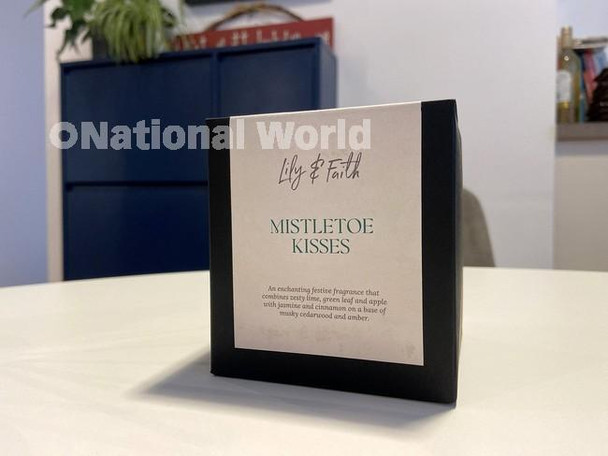 ©National World
Lily & Faith
MISTLETOE
KISSES
An enchanting festive fragrance that
combines zesty lime, green leaf and apple
with jasmine and cinnamon on a base of
musky cedarwood and amber.